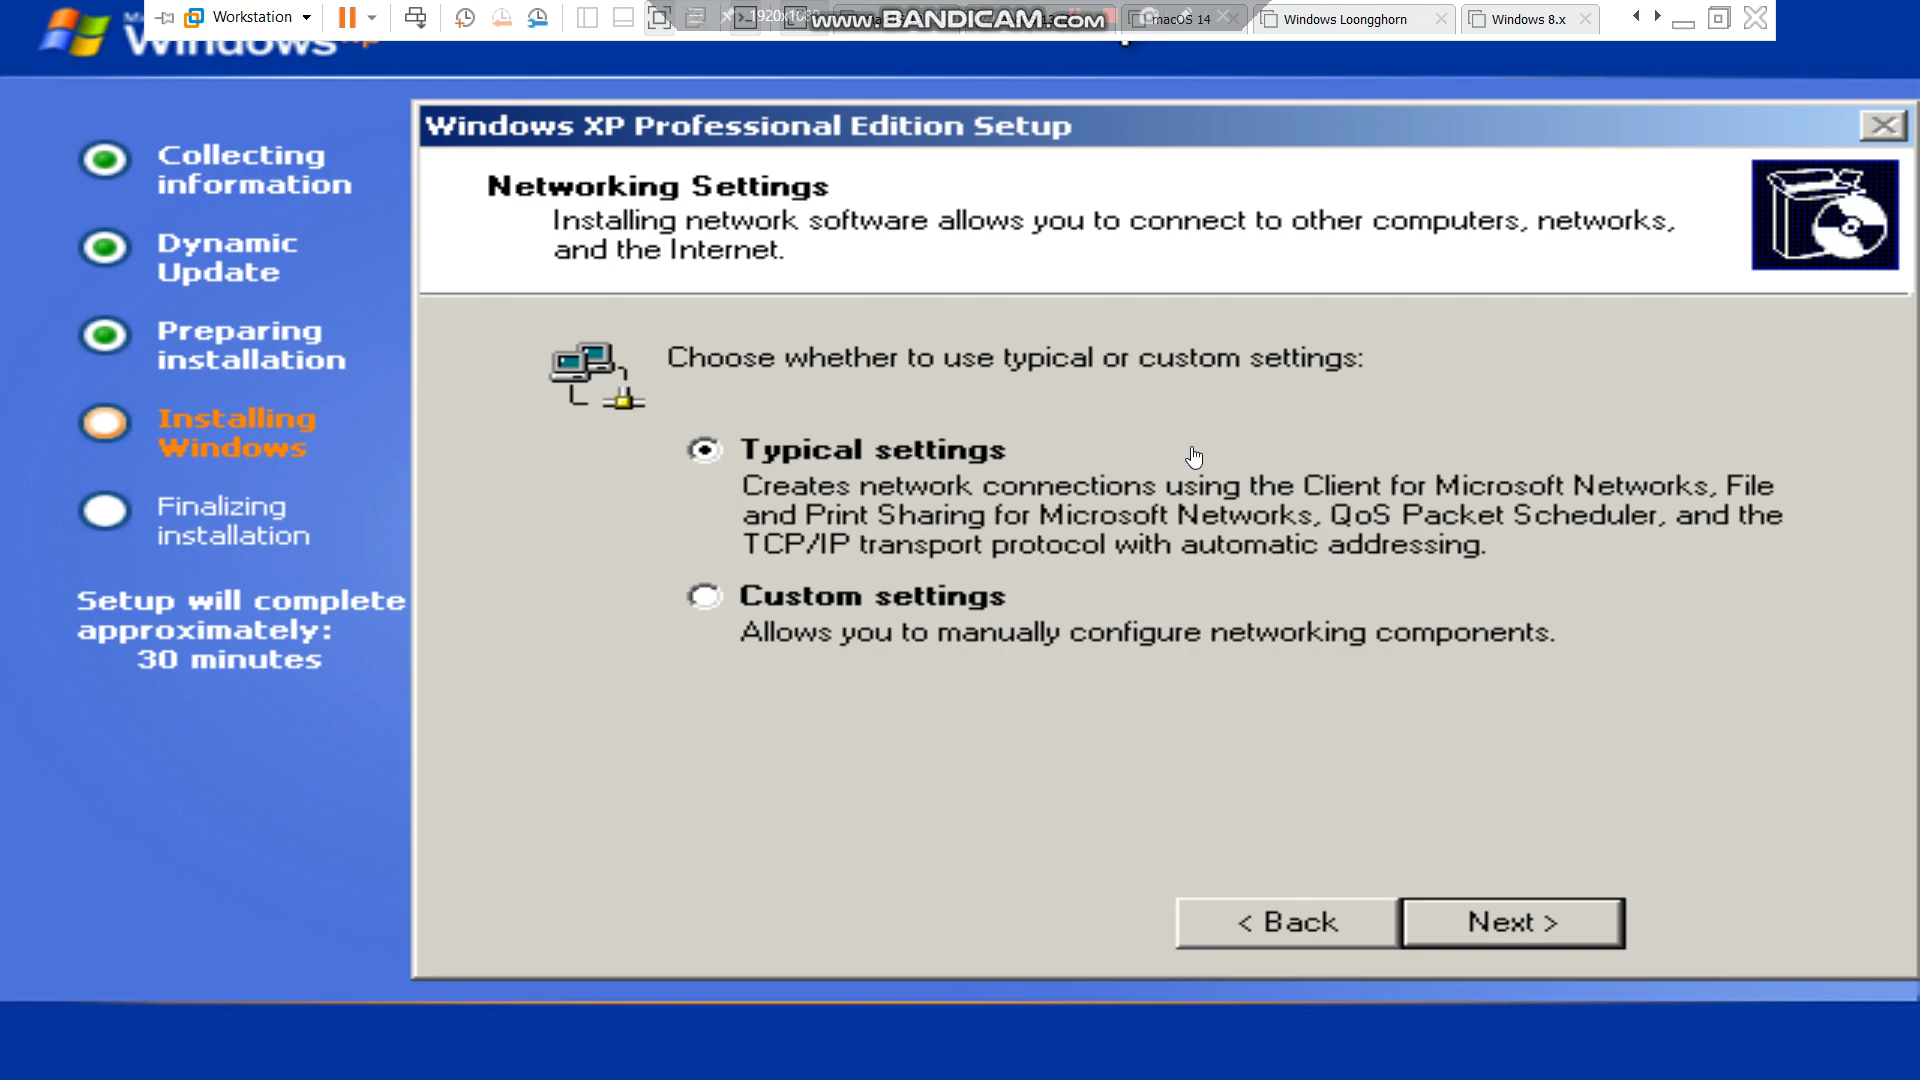 Workstation
1920x1080
www.BANDICAM.com
macOS 14
Windows Loongghorn
Windows 8.x
Windows xp
Collecting
information
Dynamic
Update
Preparing
installation
Installing
Windows
Finalizing
installation
Setup will complete
approximately:
30 minutes
Windows XP Professional Edition Setup
Networking Settings
Installing network software allows you to connect to other computers, networks,
and the Internet.
Choose whether to use typical or custom settings:
Typical settings
Creates network connections using the Client for Microsoft Networks, File
and Print Sharing for Microsoft Networks, QoS Packet Scheduler, and the
TCP/IP transport protocol with automatic addressing.
Custom settings
Allows you to manually configure networking components.
< Back
Next >